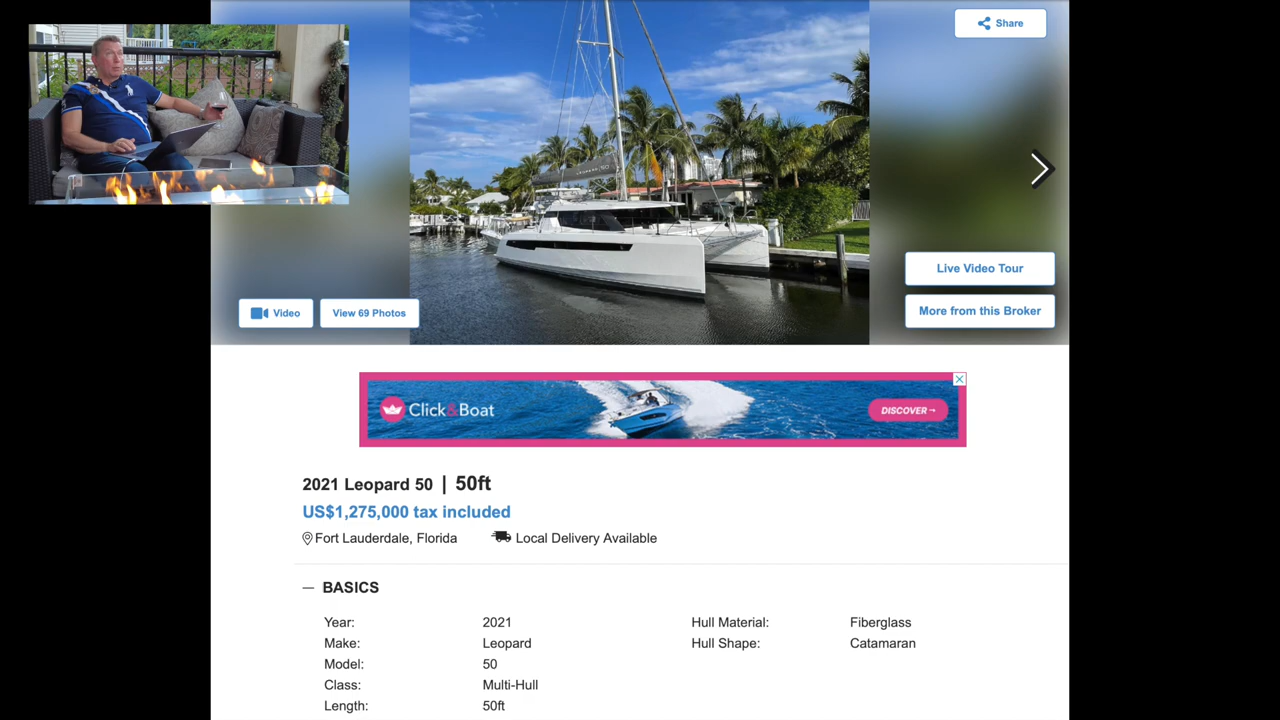 Share
Live Video Tour
More from this Broker
Video
View 69 Photos
Click&Boat
DISCOVER→
2021 Leopard 50 | 50ft
US$1,275,000 tax included
Fort Lauderdale, Florida Local Delivery Available
— BASICS
Year: 2021 Hull Material: Fiberglass
Make: Leopard Hull Shape: Catamaran
Model: 50
Class: Multi-Hull
Length: 50ft